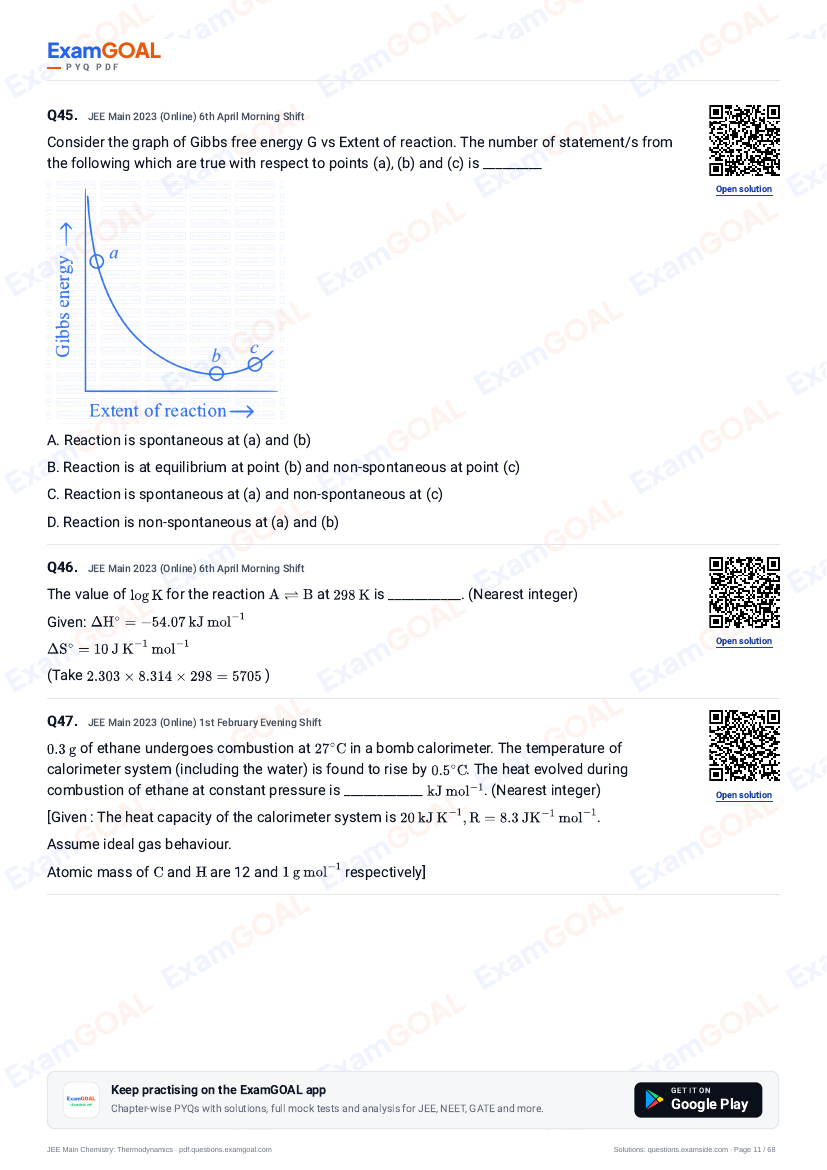 ExamGOAL
PYQ PDF
Q45. JEE Main 2023 (Online) 6th April Morning Shift
Consider the graph of Gibbs free energy G vs Extent of reaction. The number of statement/s from
the following which are true with respect to points (a), (b) and (c) is _________
Open solution
Gibbs energy →
a
b
c
Extent of reaction →
A. Reaction is spontaneous at (a) and (b)
B. Reaction is at equilibrium at point (b) and non-spontaneous at point (c)
C. Reaction is spontaneous at (a) and non-spontaneous at (c)
D. Reaction is non-spontaneous at (a) and (b)
Q46. JEE Main 2023 (Online) 6th April Morning Shift
The value of log K for the reaction A ⇌ B at 298 K is ___________. (Nearest integer)
Given: ΔH° = −54.07 kJ mol⁻¹
Open solution
ΔS° = 10 J K⁻¹ mol⁻¹
(Take 2.303 × 8.314 × 298 = 5705 )
Q47. JEE Main 2023 (Online) 1st February Evening Shift
0.3 g of ethane undergoes combustion at 27°C in a bomb calorimeter. The temperature of
calorimeter system (including the water) is found to rise by 0.5°C. The heat evolved during
combustion of ethane at constant pressure is ____________ kJ mol⁻¹. (Nearest integer)
Open solution
[Given : The heat capacity of the calorimeter system is 20 kJ K⁻¹, R = 8.3 JK⁻¹ mol⁻¹.
Assume ideal gas behaviour.
Atomic mass of C and H are 12 and 1 g mol⁻¹ respectively]
ExamGOAL
Keep practising on the ExamGOAL app
Chapter-wise PYQs with solutions, full mock tests and analysis for JEE, NEET, GATE and more.
GET IT ON
Google Play
JEE Main Chemistry: Thermodynamics · pdf.questions.examgoal.com
Solutions: questions.examside.com · Page 11 / 68